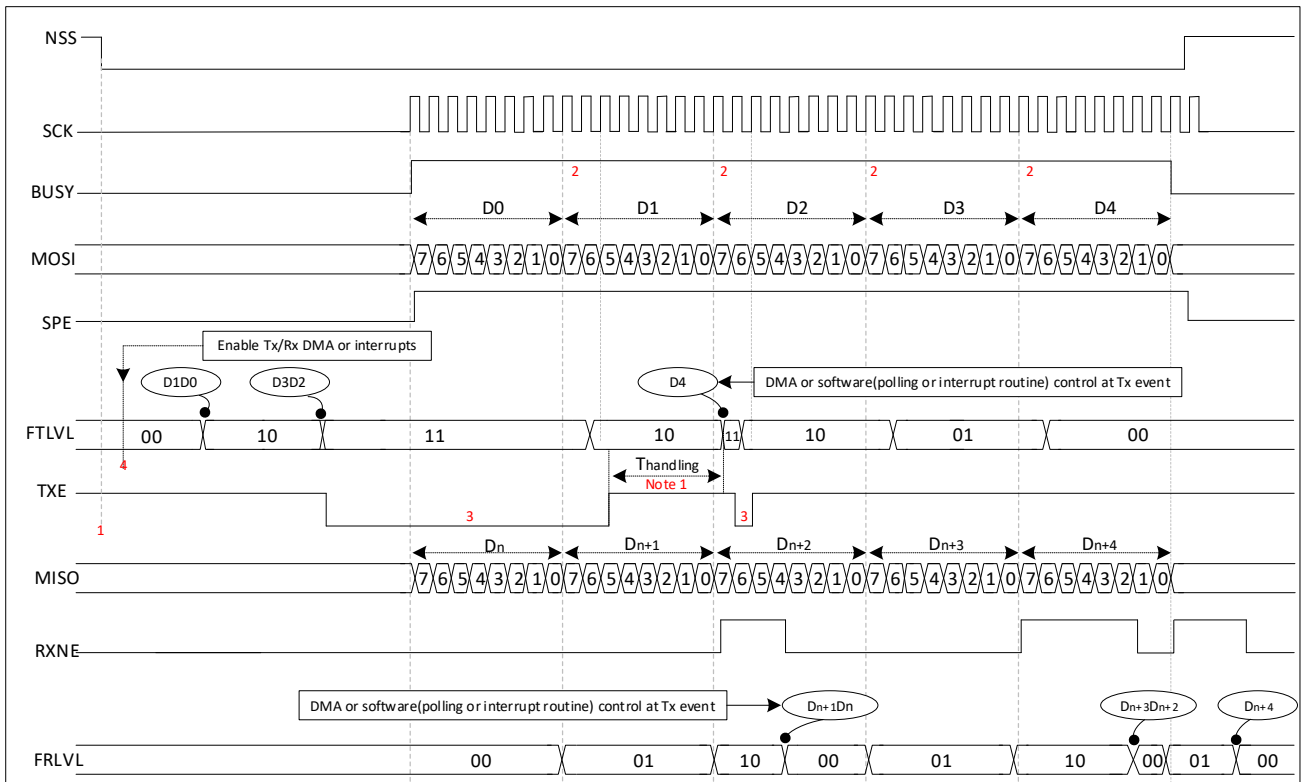 NSS
SCK
BUSY
2 2 2 2
D0 D1 D2 D3 D4
MOSI
7 6 5 4 3 2 1 0 7 6 5 4 3 2 1 0 7 6 5 4 3 2 1 0 7 6 5 4 3 2 1 0 7 6 5 4 3 2 1 0
SPE
Enable Tx/Rx DMA or interrupts
D1D0 D3D2 D4 DMA or software(polling or interrupt routine) control at Tx event
FTLVL 00 10 11 10 11 10 01 00
4
Thandling
Note 1
TXE
1 3 3
Dn Dn+1 Dn+2 Dn+3 Dn+4
MISO
7 6 5 4 3 2 1 0 7 6 5 4 3 2 1 0 7 6 5 4 3 2 1 0 7 6 5 4 3 2 1 0 7 6 5 4 3 2 1 0
RXNE
DMA or software(polling or interrupt routine) control at Tx event Dn+1Dn Dn+3Dn+2 Dn+4
FRLVL 00 01 10 00 01 10 00 01 00